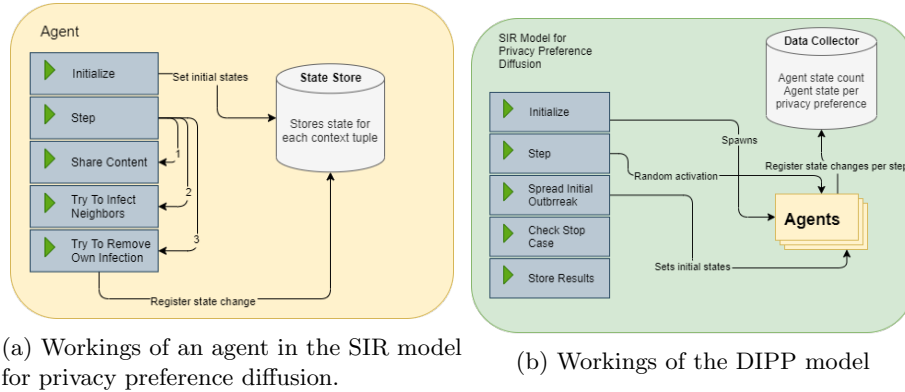 Agent
Initialize
Set initial states
State Store
Stores state for
each context tuple
Step
Share Content
1
Try To Infect
Neighbors
2
Try To Remove
Own Infection
3
Register state change
(a) Workings of an agent in the SIR model
for privacy preference diffusion.
SIR Model for
Privacy Preference
Diffusion
Data Collector
Agent state count
Agent state per
privacy preference
Initialize
Spawns
Step
Random activation
Register state changes per step
Spread Initial
Outbrreak
Agents
Check Stop
Case
Sets initial states
Store Results
(b) Workings of the DIPP model